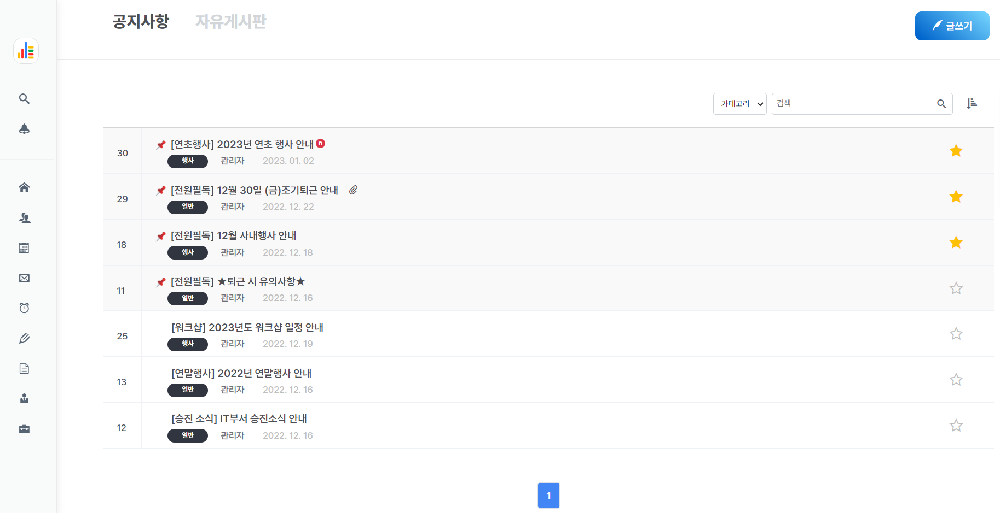 공지사항 자유게시판
글쓰기
카테고리 검색
30
[연초행사] 2023년 연초 행사 안내 n
행사 관리자 2023. 01. 02
29
[전원필독] 12월 30일 (금)조기퇴근 안내
일반 관리자 2022. 12. 22
18
[전원필독] 12월 사내행사 안내
행사 관리자 2022. 12. 18
11
[전원필독] ★퇴근 시 유의사항★
일반 관리자 2022. 12. 16
25
[워크샵] 2023년도 워크샵 일정 안내
행사 관리자 2022. 12. 19
13
[연말행사] 2022년 연말행사 안내
일반 관리자 2022. 12. 16
12
[승진 소식] IT부서 승진소식 안내
일반 관리자 2022. 12. 16
1